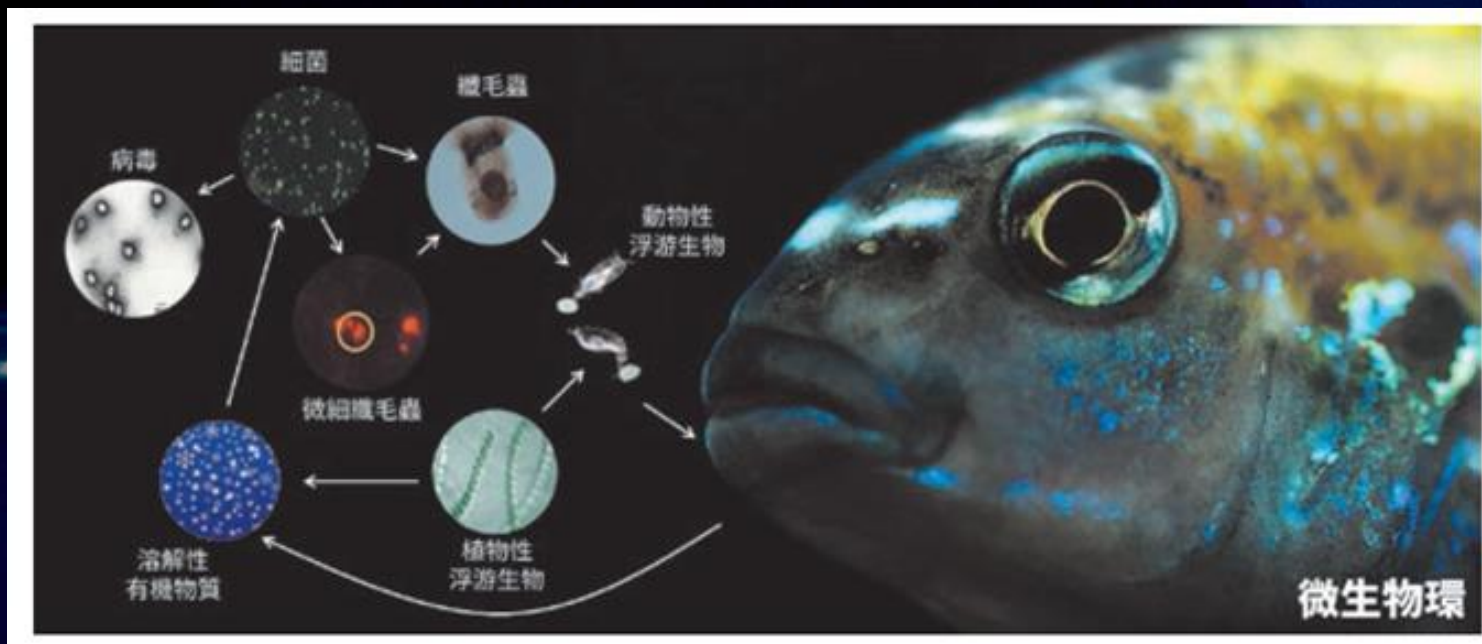 細菌
纖毛蟲
病毒
動物性
浮游生物
微細纖毛蟲
溶解性
有機物質
植物性
浮游生物
微生物環